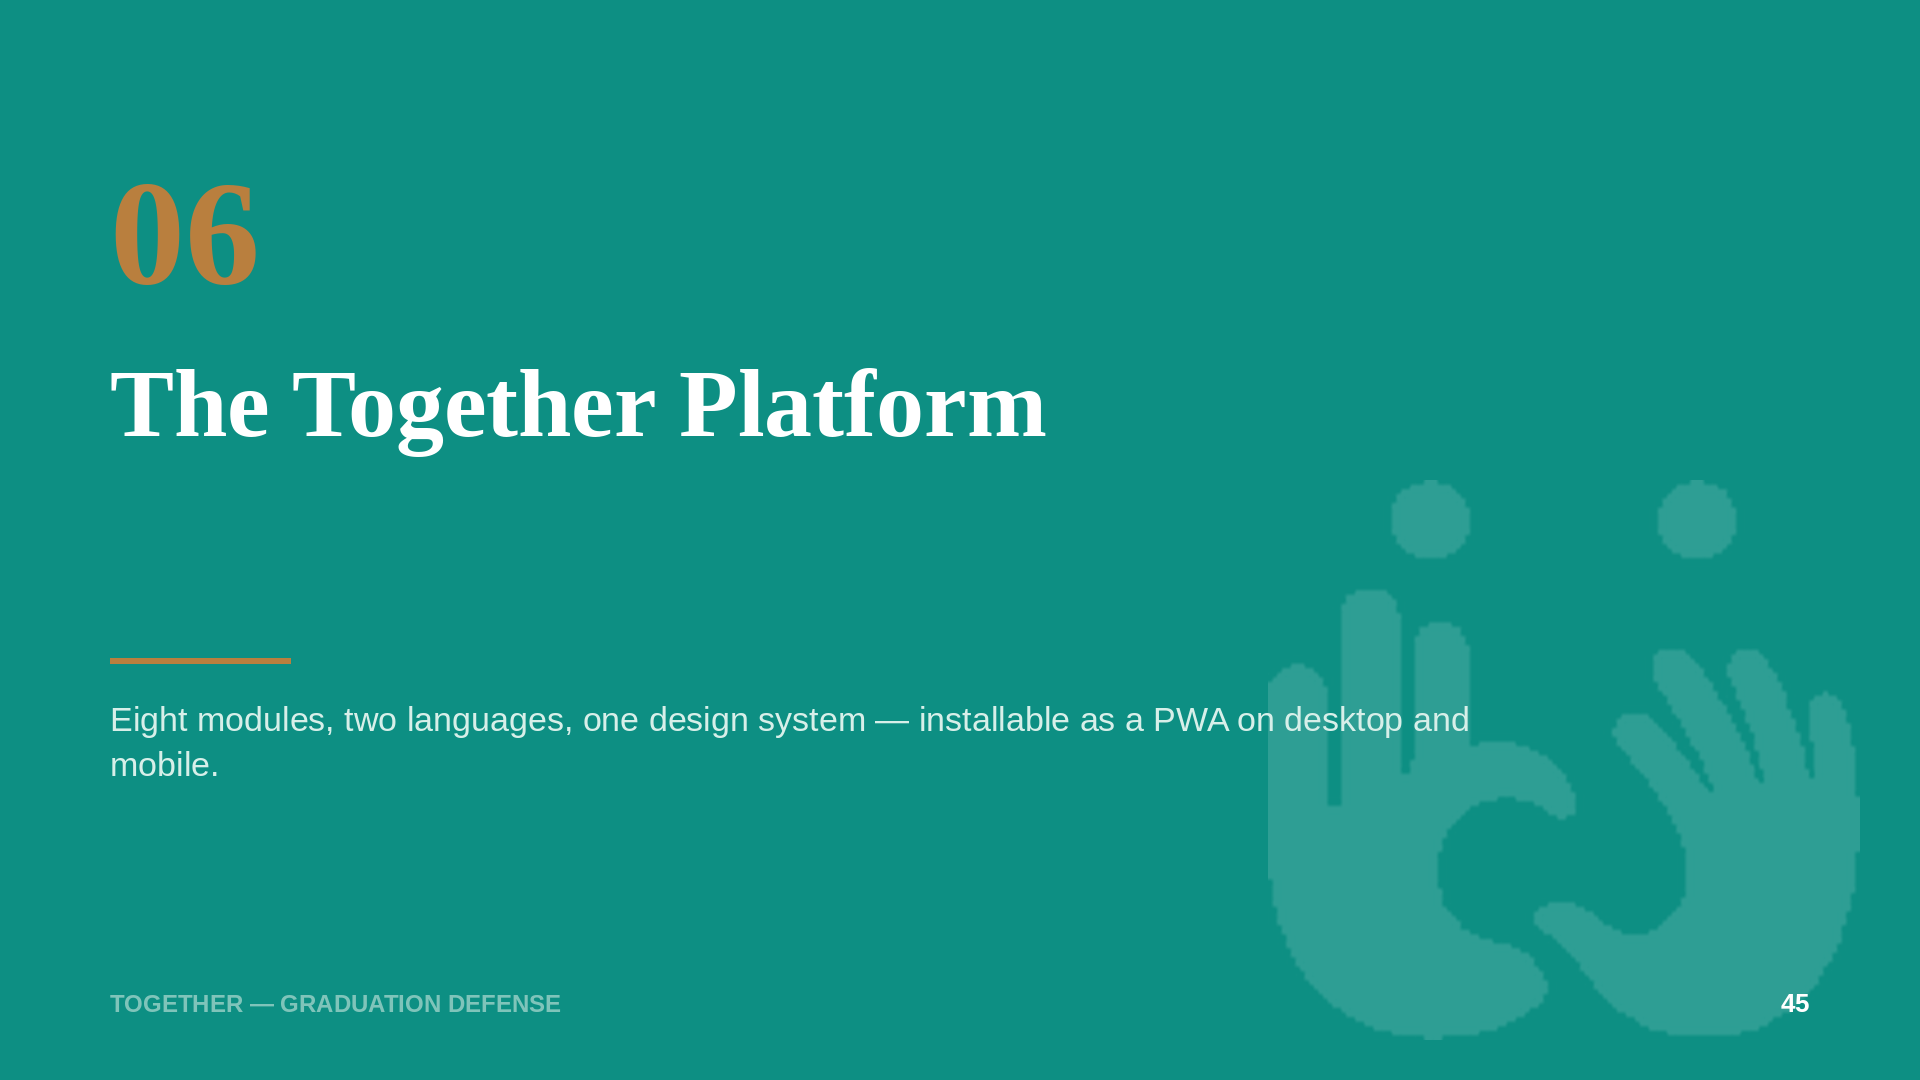 06
The Together Platform
Eight modules, two languages, one design system — installable as a PWA on desktop and
mobile.
TOGETHER — GRADUATION DEFENSE
45